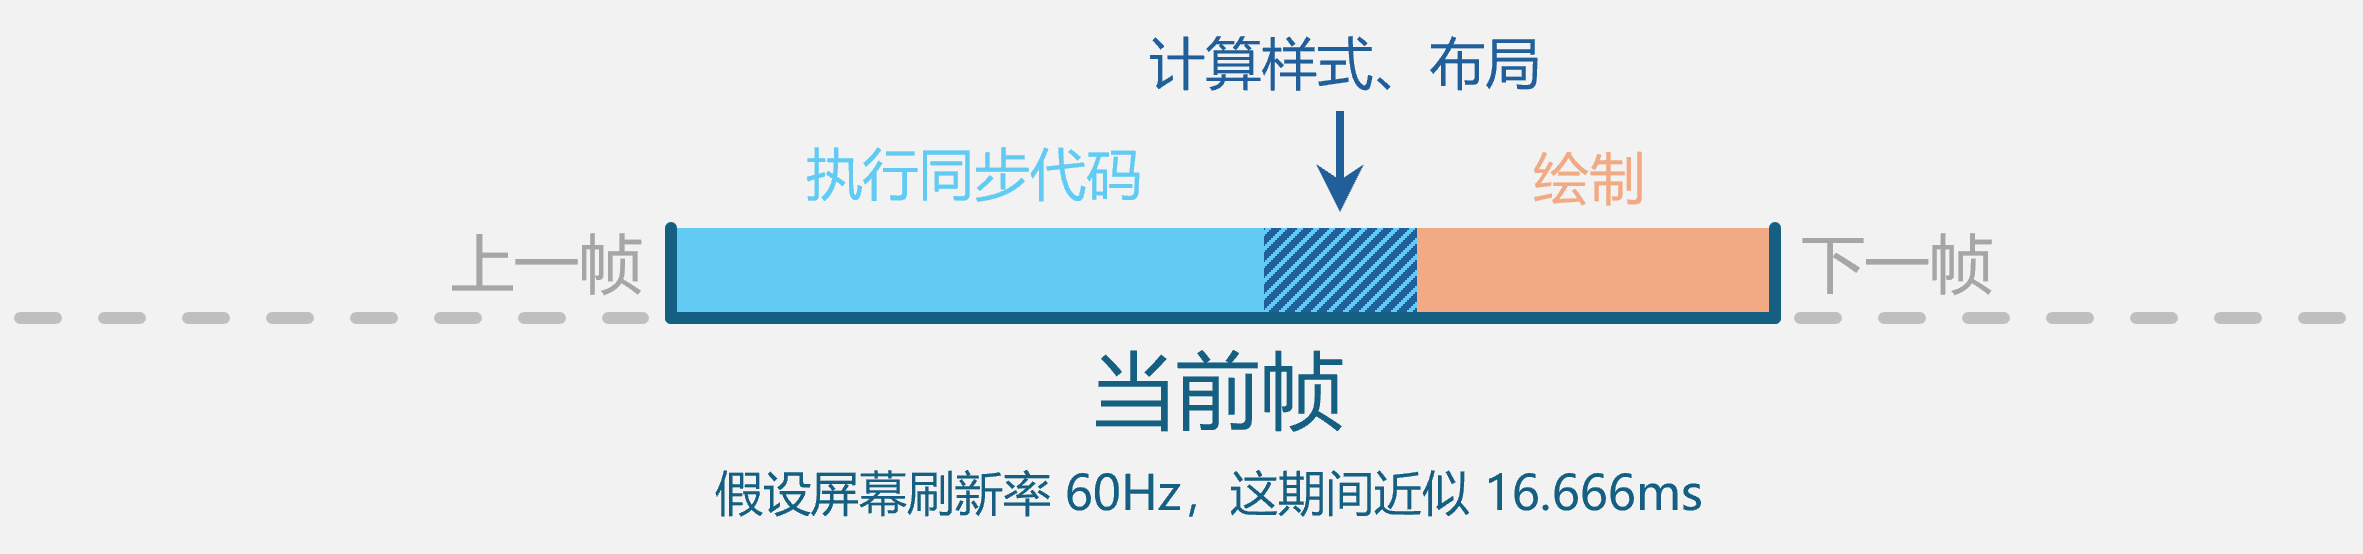 计算样式、布局
执行同步代码
绘制
上一帧
下一帧
当前帧
假设屏幕刷新率 60Hz，这期间近似 16.666ms